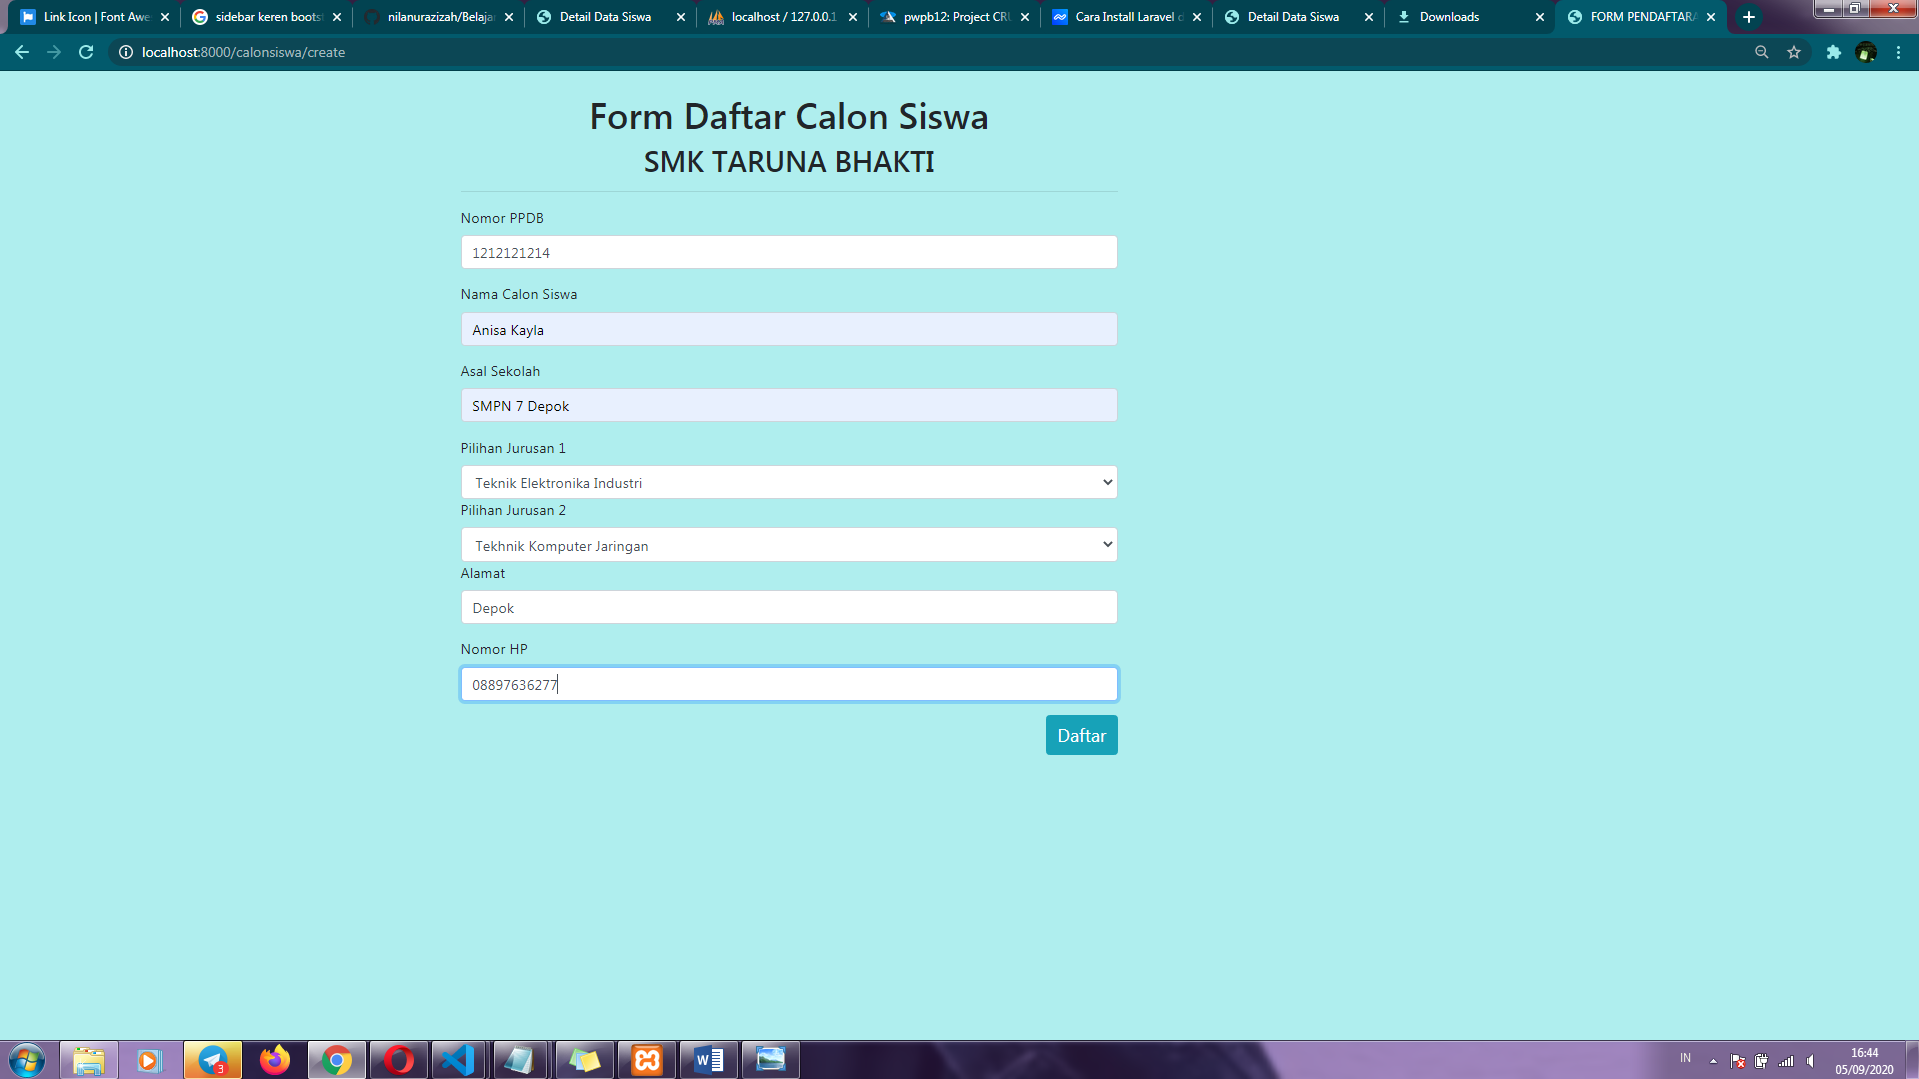 Link Icon | Font Awe
sidebar keren boots
nilanurazizah/Belaja
Detail Data Siswa
localhost / 127.0.0.1
pwpb12: Project CRU
Cara Install Laravel d
Detail Data Siswa
Downloads
FORM PENDAFTARA
localhost:8000/calonsiswa/create
Form Daftar Calon Siswa
SMK TARUNA BHAKTI
Nomor PPDB
1212121214
Nama Calon Siswa
Anisa Kayla
Asal Sekolah
SMPN 7 Depok
Pilihan Jurusan 1
Teknik Elektronika Industri
Pilihan Jurusan 2
Tekhnik Komputer Jaringan
Alamat
Depok
Nomor HP
08897636277
Daftar
3
IN
16:44
05/09/2020